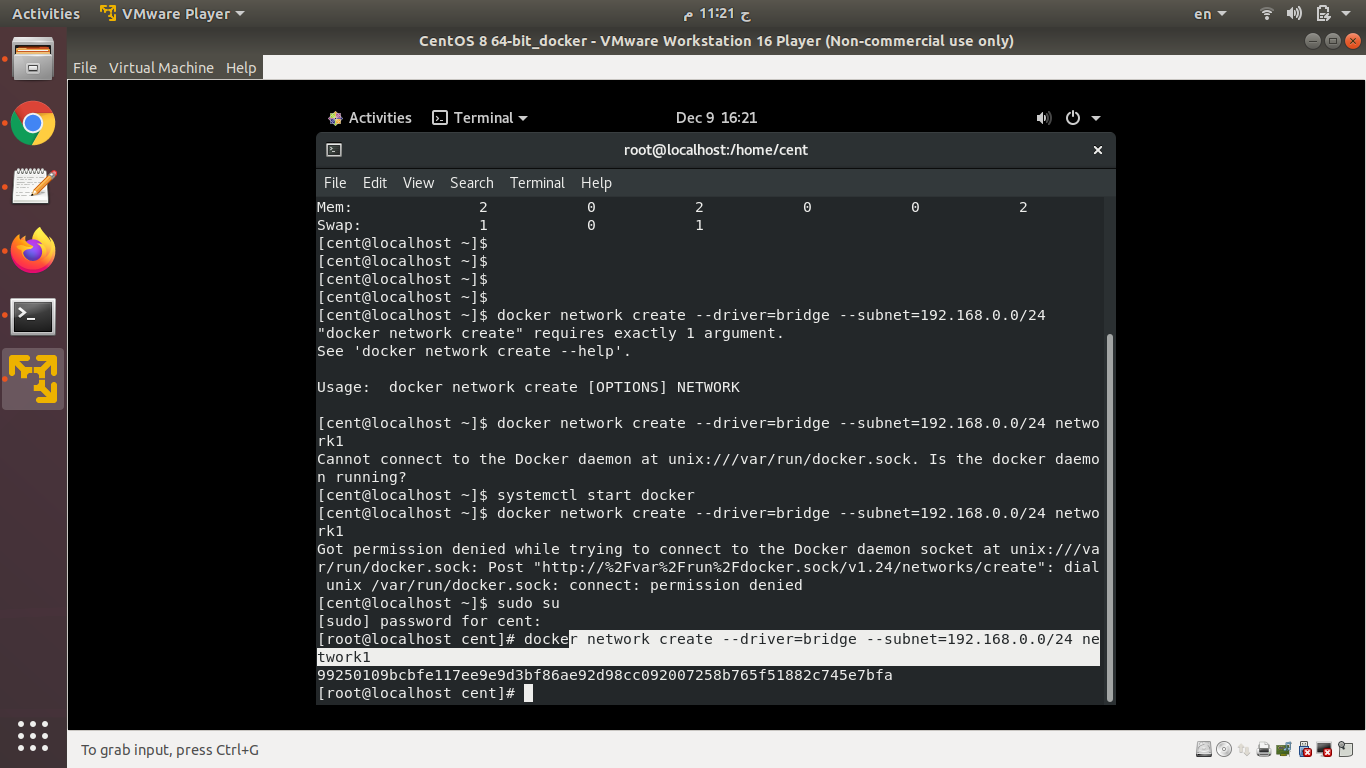 Activities VMware Player م 11:21 ح en
CentOS 8 64-bit_docker - VMware Workstation 16 Player (Non-commercial use only)
File Virtual Machine Help
Activities Terminal Dec 9 16:21
root@localhost:/home/cent
File Edit View Search Terminal Help
Mem: 2 0 2 0 0 2
Swap: 1 0 1
[cent@localhost ~]$
[cent@localhost ~]$
[cent@localhost ~]$
[cent@localhost ~]$
[cent@localhost ~]$ docker network create --driver=bridge --subnet=192.168.0.0/24
"docker network create" requires exactly 1 argument.
See 'docker network create --help'.
Usage:  docker network create [OPTIONS] NETWORK
[cent@localhost ~]$ docker network create --driver=bridge --subnet=192.168.0.0/24 netwo
rk1
Cannot connect to the Docker daemon at unix:///var/run/docker.sock. Is the docker daemo
n running?
[cent@localhost ~]$ systemctl start docker
[cent@localhost ~]$ docker network create --driver=bridge --subnet=192.168.0.0/24 netwo
rk1
Got permission denied while trying to connect to the Docker daemon socket at unix:///va
r/run/docker.sock: Post "http://%2Fvar%2Frun%2Fdocker.sock/v1.24/networks/create": dial
 unix /var/run/docker.sock: connect: permission denied
[cent@localhost ~]$ sudo su
[sudo] password for cent:
[root@localhost cent]# docker network create --driver=bridge --subnet=192.168.0.0/24 ne
twork1
99250109bcbfe117ee9e9d3bf86ae92d98cc092007258b765f51882c745e7bfa
[root@localhost cent]#
To grab input, press Ctrl+G